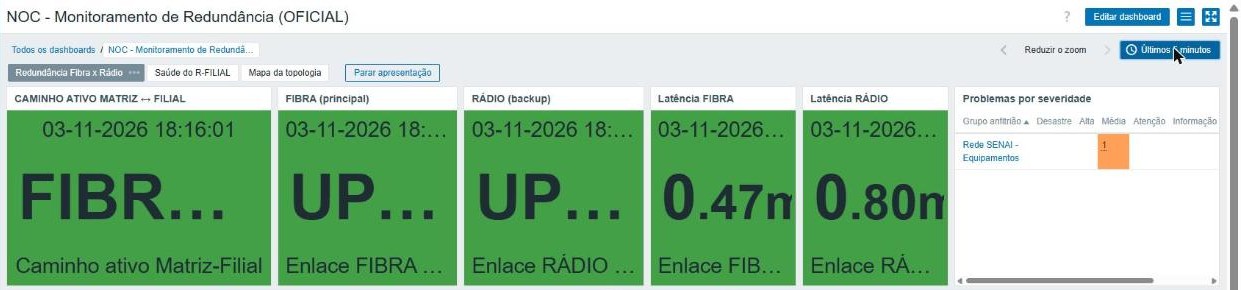 NOC - Monitoramento de Redundância (OFICIAL)
? Editar dashboard
Todos os dashboards / NOC - Monitoramento de Redundâ...
Reduzir o zoom
Últimos minutos
Redundância Fibra x Rádio
Saúde do R-FILIAL
Mapa da topologia
Parar apresentação
CAMINHO ATIVO MATRIZ ↔ FILIAL
03-11-2026 18:16:01
FIBR...
Caminho ativo Matriz-Filial
FIBRA (principal)
03-11-2026 18:...
UP...
Enlace FIBRA ...
RÁDIO (backup)
03-11-2026 18:...
UP...
Enlace RÁDIO ...
Latência FIBRA
03-11-2026...
0.47m
Enlace FIB...
Latência RÁDIO
03-11-2026...
0.80m
Enlace RÁ...
Problemas por severidade
Grupo anfitrião ▲ Desastre Alta Média Atenção Informação
Rede SENAI - 1
Equipamentos